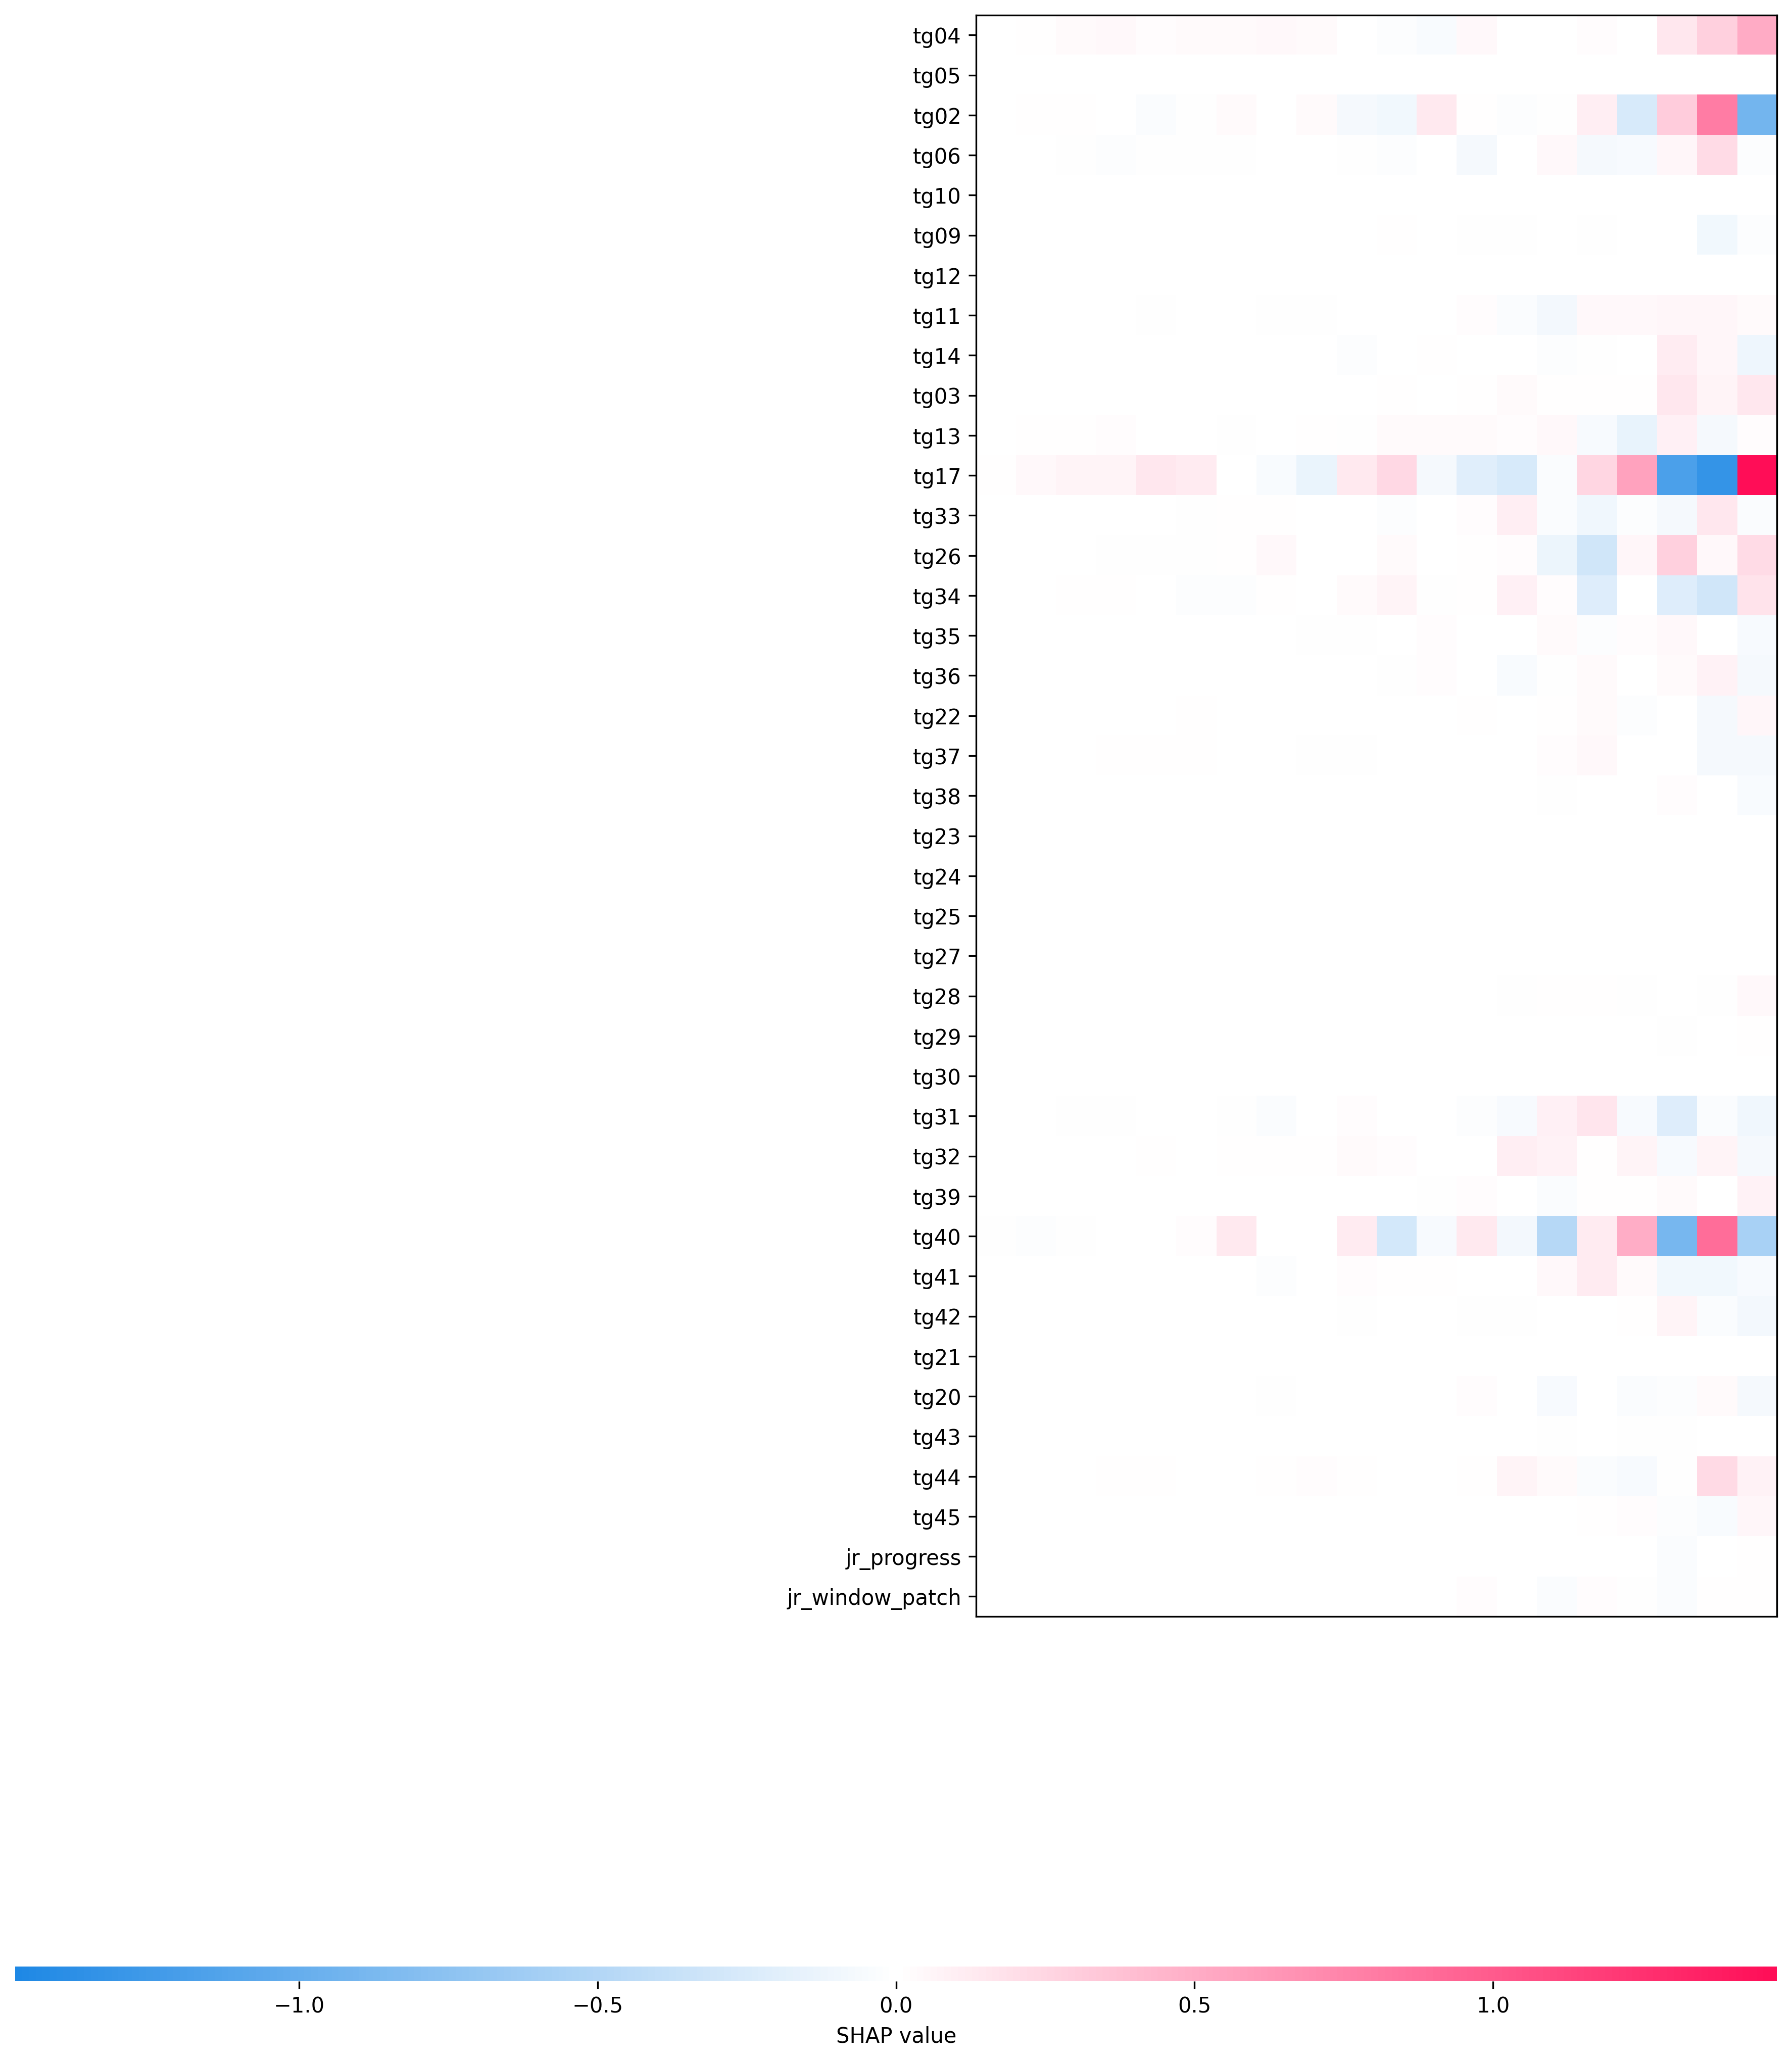 tg04
tg05
tg02
tg06
tg10
tg09
tg12
tg11
tg14
tg03
tg13
tg17
tg33
tg26
tg34
tg35
tg36
tg22
tg37
tg38
tg23
tg24
tg25
tg27
tg28
tg29
tg30
tg31
tg32
tg39
tg40
tg41
tg42
tg21
tg20
tg43
tg44
tg45
jr_progress
jr_window_patch
−1.0 −0.5 0.0 0.5 1.0
SHAP value